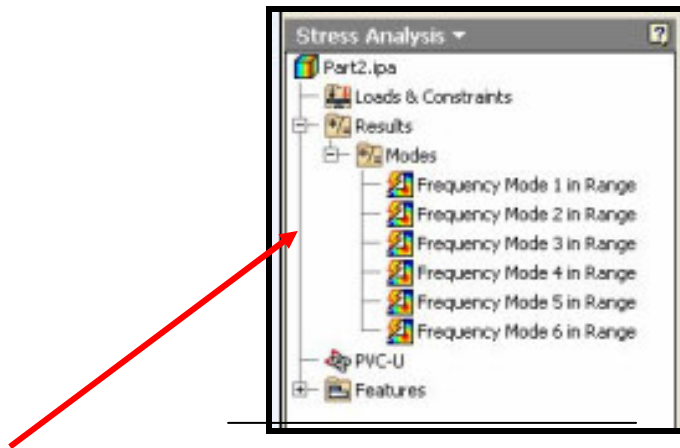 Stress Analysis
Part2.ipa
Loads & Constraints
Results
Modes
Frequency Mode 1 in Range
Frequency Mode 2 in Range
Frequency Mode 3 in Range
Frequency Mode 4 in Range
Frequency Mode 5 in Range
Frequency Mode 6 in Range
PVC-U
Features